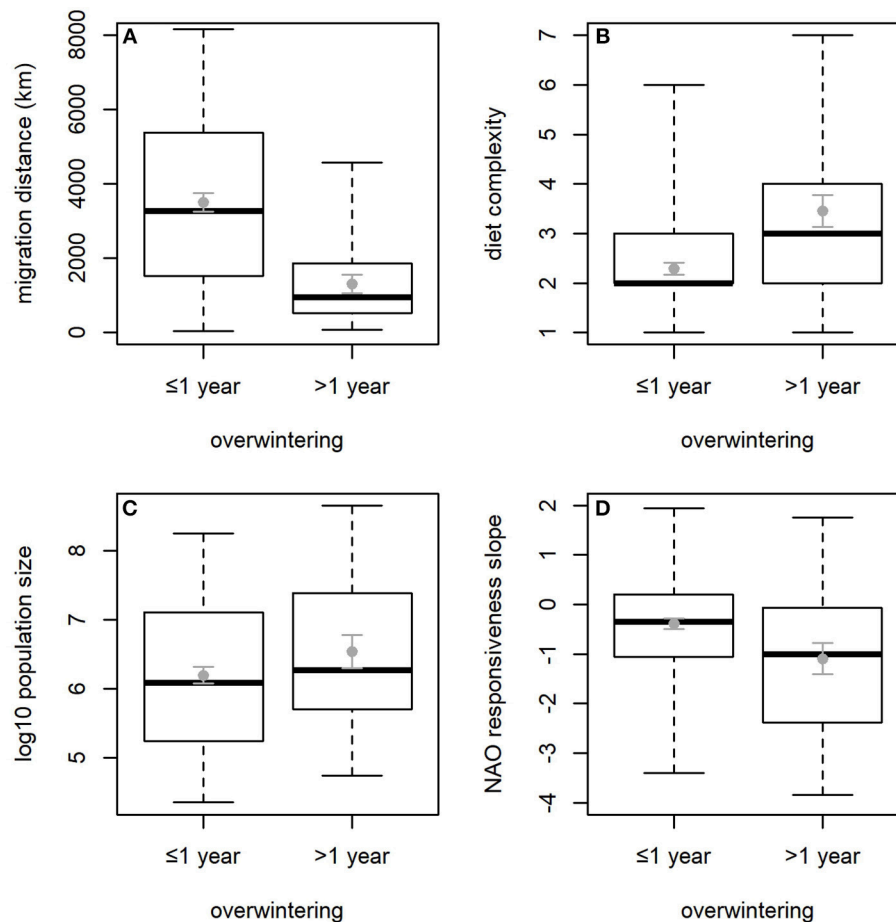 A
migration distance (km)
8000
6000
4000
2000
0
≤1 year
>1 year
overwintering
B
diet complexity
7
6
5
4
3
2
1
≤1 year
>1 year
overwintering
C
log10 population size
8
7
6
5
≤1 year
>1 year
overwintering
D
NAO responsiveness slope
2
1
0
-1
-2
-3
-4
≤1 year
>1 year
overwintering